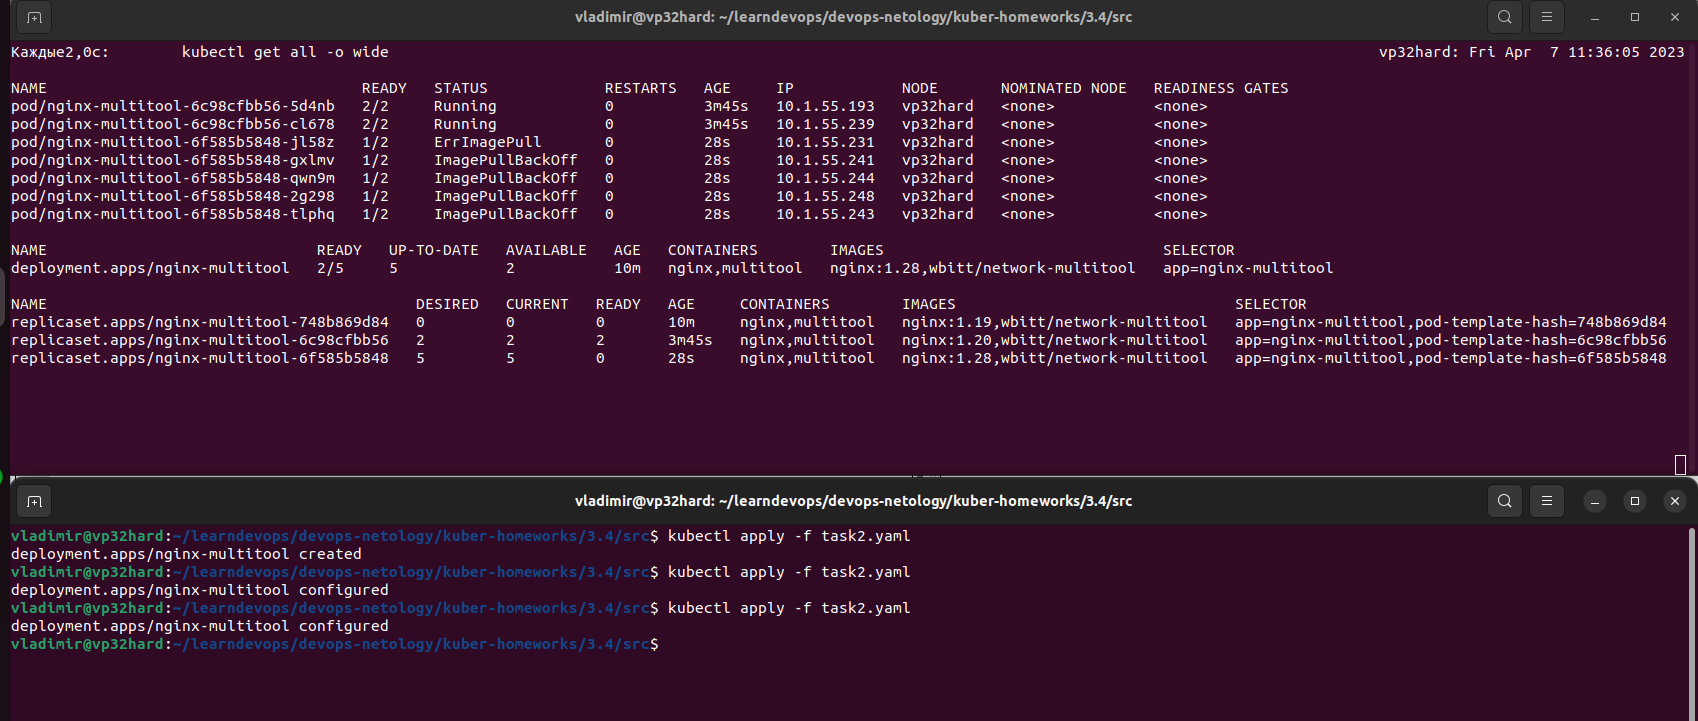 vladimir@vp32hard: ~/learndevops/devops-netology/kuber-homeworks/3.4/src
Каждые2,0с: kubectl get all -o wide vp32hard: Fri Apr 7 11:36:05 2023
NAME READY STATUS RESTARTS AGE IP NODE NOMINATED NODE READINESS GATES
pod/nginx-multitool-6c98cfbb56-5d4nb 2/2 Running 0 3m45s 10.1.55.193 vp32hard <none> <none>
pod/nginx-multitool-6c98cfbb56-cl678 2/2 Running 0 3m45s 10.1.55.239 vp32hard <none> <none>
pod/nginx-multitool-6f585b5848-jl58z 1/2 ErrImagePull 0 28s 10.1.55.231 vp32hard <none> <none>
pod/nginx-multitool-6f585b5848-gxlmv 1/2 ImagePullBackOff 0 28s 10.1.55.241 vp32hard <none> <none>
pod/nginx-multitool-6f585b5848-qwn9m 1/2 ImagePullBackOff 0 28s 10.1.55.244 vp32hard <none> <none>
pod/nginx-multitool-6f585b5848-2g298 1/2 ImagePullBackOff 0 28s 10.1.55.248 vp32hard <none> <none>
pod/nginx-multitool-6f585b5848-tlphq 1/2 ImagePullBackOff 0 28s 10.1.55.243 vp32hard <none> <none>
NAME READY UP-TO-DATE AVAILABLE AGE CONTAINERS IMAGES SELECTOR
deployment.apps/nginx-multitool 2/5 5 2 10m nginx,multitool nginx:1.28,wbitt/network-multitool app=nginx-multitool
NAME DESIRED CURRENT READY AGE CONTAINERS IMAGES SELECTOR
replicaset.apps/nginx-multitool-748b869d84 0 0 0 10m nginx,multitool nginx:1.19,wbitt/network-multitool app=nginx-multitool,pod-template-hash=748b869d84
replicaset.apps/nginx-multitool-6c98cfbb56 2 2 2 3m45s nginx,multitool nginx:1.20,wbitt/network-multitool app=nginx-multitool,pod-template-hash=6c98cfbb56
replicaset.apps/nginx-multitool-6f585b5848 5 5 0 28s nginx,multitool nginx:1.28,wbitt/network-multitool app=nginx-multitool,pod-template-hash=6f585b5848
vladimir@vp32hard: ~/learndevops/devops-netology/kuber-homeworks/3.4/src
vladimir@vp32hard:~/learndevops/devops-netology/kuber-homeworks/3.4/src$ kubectl apply -f task2.yaml
deployment.apps/nginx-multitool created
vladimir@vp32hard:~/learndevops/devops-netology/kuber-homeworks/3.4/src$ kubectl apply -f task2.yaml
deployment.apps/nginx-multitool configured
vladimir@vp32hard:~/learndevops/devops-netology/kuber-homeworks/3.4/src$ kubectl apply -f task2.yaml
deployment.apps/nginx-multitool configured
vladimir@vp32hard:~/learndevops/devops-netology/kuber-homeworks/3.4/src$